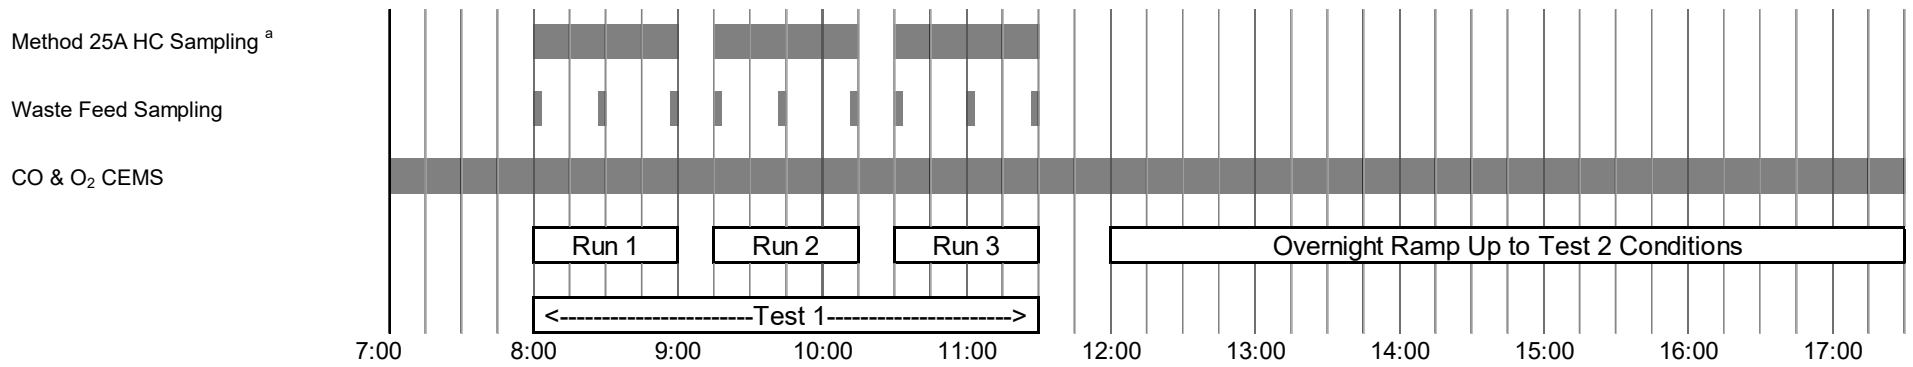 Method 25A HC Sampling ᵃ
Waste Feed Sampling
CO & O₂ CEMS
Run 1 Run 2 Run 3 Overnight Ramp Up to Test 2 Conditions
<-----------------------Test 1----------------------->
7:00 8:00 9:00 10:00 11:00 12:00 13:00 14:00 15:00 16:00 17:00